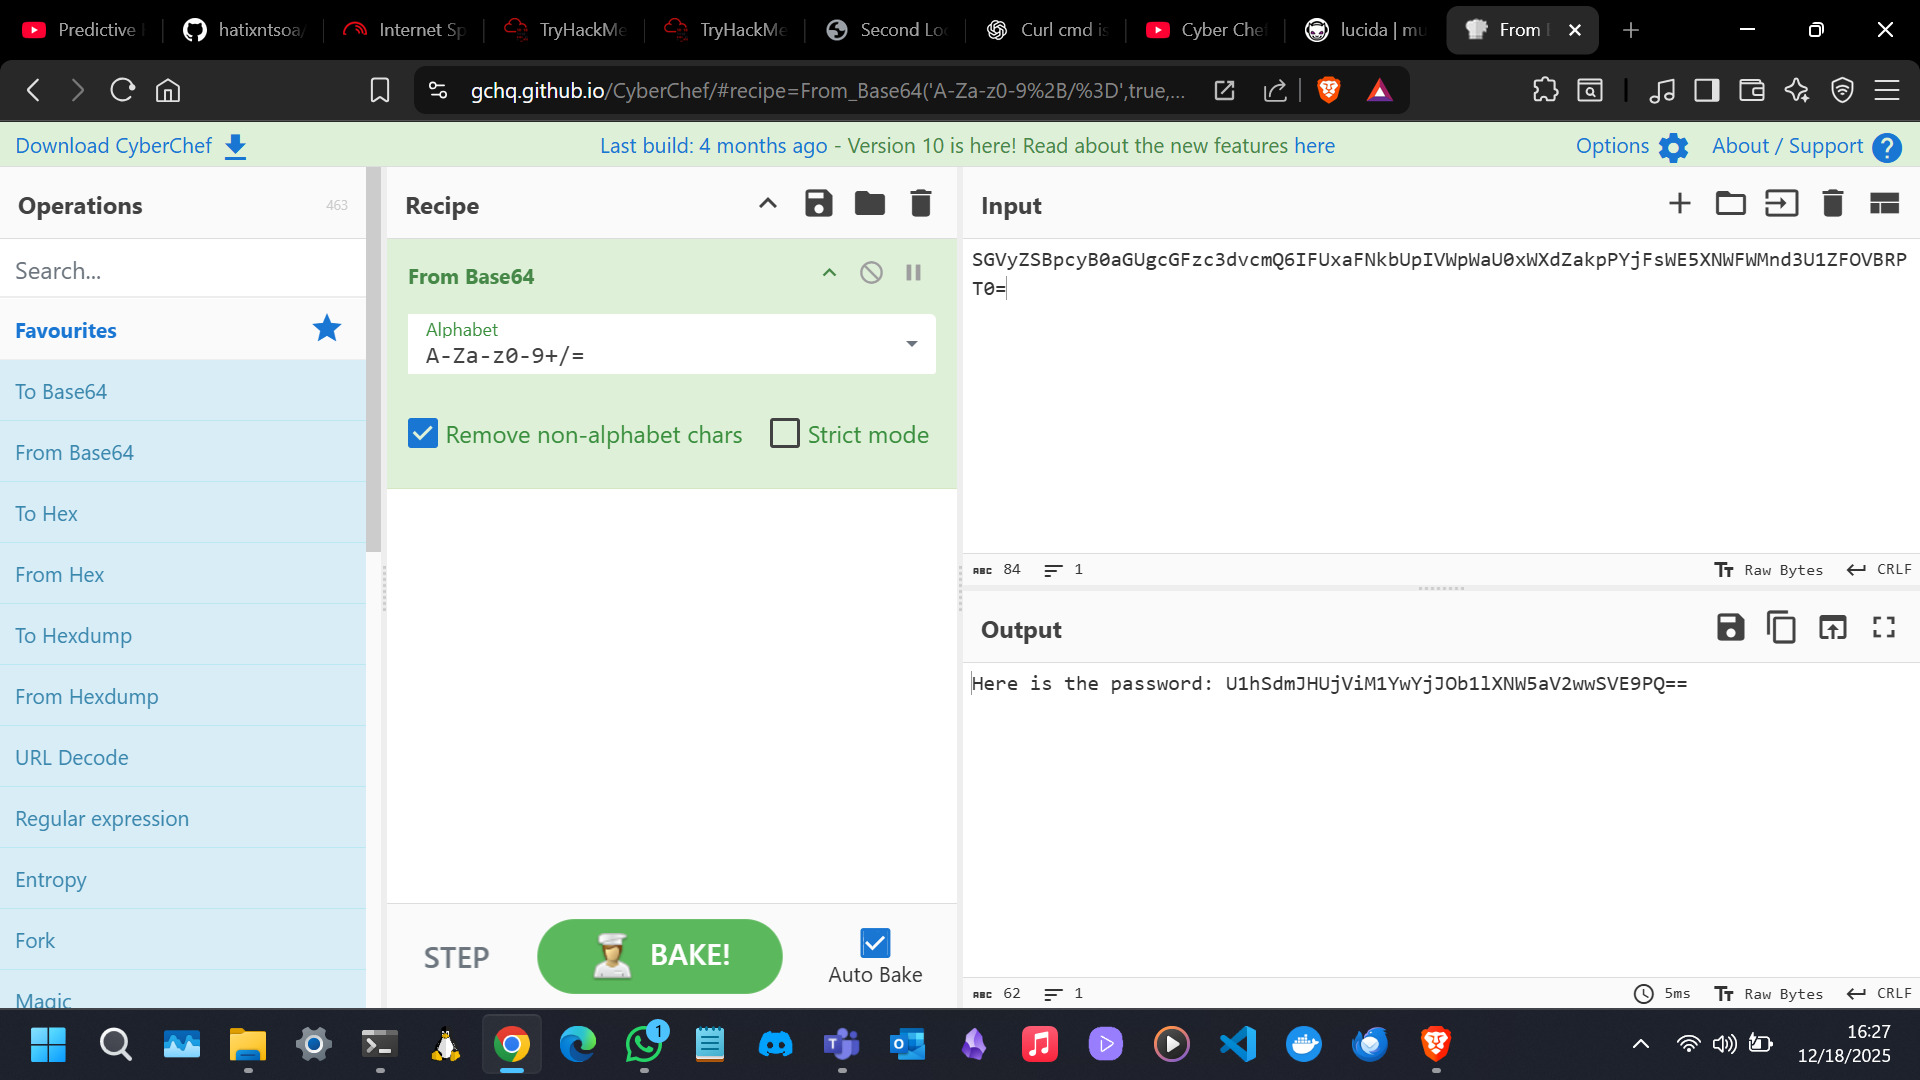 Predictive
hatixntsoa/
Internet Sp
TryHackMe
TryHackMe
Second Loc
Curl cmd is
Cyber Chef
lucida | mu
From
gchq.github.io/CyberChef/#recipe=From_Base64('A-Za-z0-9%2B/%3D',true,...
Download CyberChef
Last build: 4 months ago - Version 10 is here! Read about the new features here
Options
About / Support
Operations
463
Search...
Favourites
To Base64
From Base64
To Hex
From Hex
To Hexdump
From Hexdump
URL Decode
Regular expression
Entropy
Fork
Magic
Recipe
From Base64
Alphabet
A-Za-z0-9+/=
Remove non-alphabet chars
Strict mode
STEP
BAKE!
Auto Bake
Input
SGVyZSBpcyB0aGUgcGFzc3dvcmQ6IFUxaFNkbUpIVWpWaU0xWXdZakpPYjFsWE5XNWFWMnd3U1ZFOVBRP
T0=
ABC 84
1
Raw Bytes
CRLF
Output
Here is the password: U1hSdmJHUjViM1YwYjJOb1lXNW5aV2wwSVE9PQ==
ABC 62
1
5ms
Raw Bytes
CRLF
1
16:27
12/18/2025